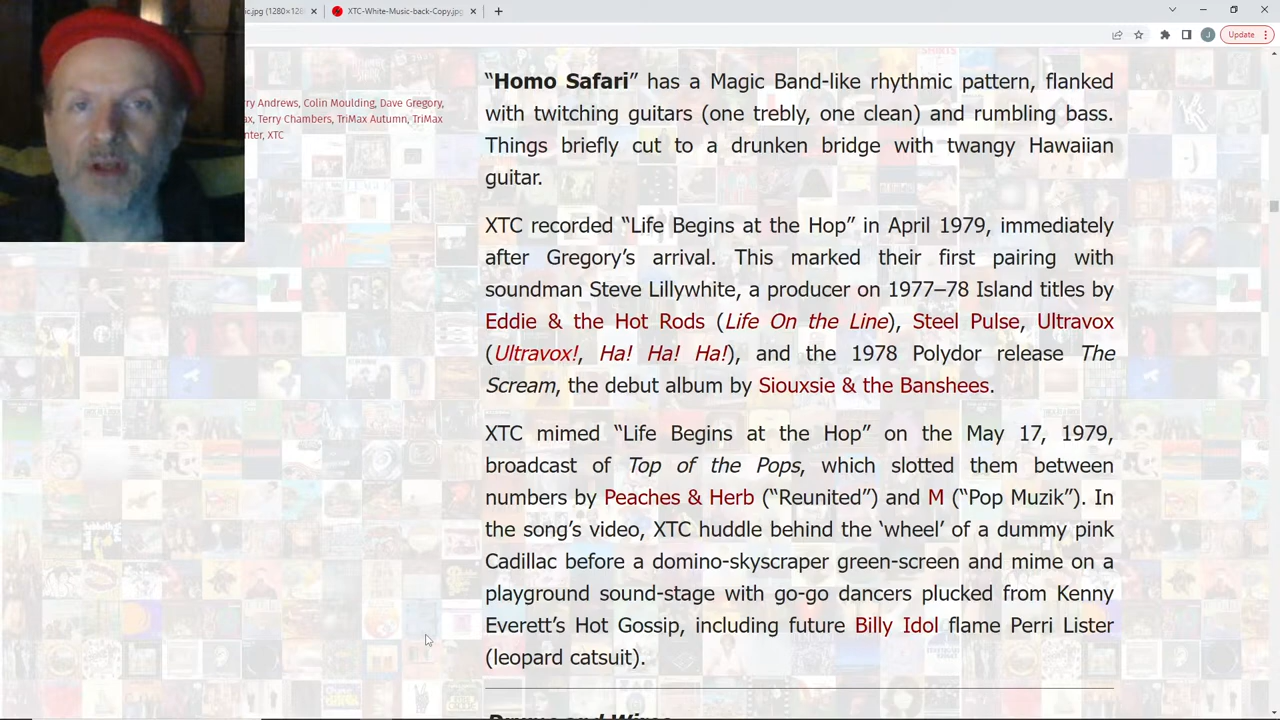 ic.jpg (1280×128
XTC-White-Music-back-Copy.jpg
J
Update
rry Andrews, Colin Moulding, Dave Gregory,
ax, Terry Chambers, TriMax Autumn, TriMax
nter, XTC
“Homo Safari” has a Magic Band-like rhythmic pattern, flanked
with twitching guitars (one trebly, one clean) and rumbling bass.
Things briefly cut to a drunken bridge with twangy Hawaiian
guitar.
XTC recorded “Life Begins at the Hop” in April 1979, immediately
after Gregory’s arrival. This marked their first pairing with
soundman Steve Lillywhite, a producer on 1977–78 Island titles by
Eddie & the Hot Rods (Life On the Line), Steel Pulse, Ultravox
(Ultravox!, Ha! Ha! Ha!), and the 1978 Polydor release The
Scream, the debut album by Siouxsie & the Banshees.
XTC mimed “Life Begins at the Hop” on the May 17, 1979,
broadcast of Top of the Pops, which slotted them between
numbers by Peaches & Herb (“Reunited”) and M (“Pop Muzik”). In
the song’s video, XTC huddle behind the ‘wheel’ of a dummy pink
Cadillac before a domino-skyscraper green-screen and mime on a
playground sound-stage with go-go dancers plucked from Kenny
Everett’s Hot Gossip, including future Billy Idol flame Perri Lister
(leopard catsuit).
Drums and Wires